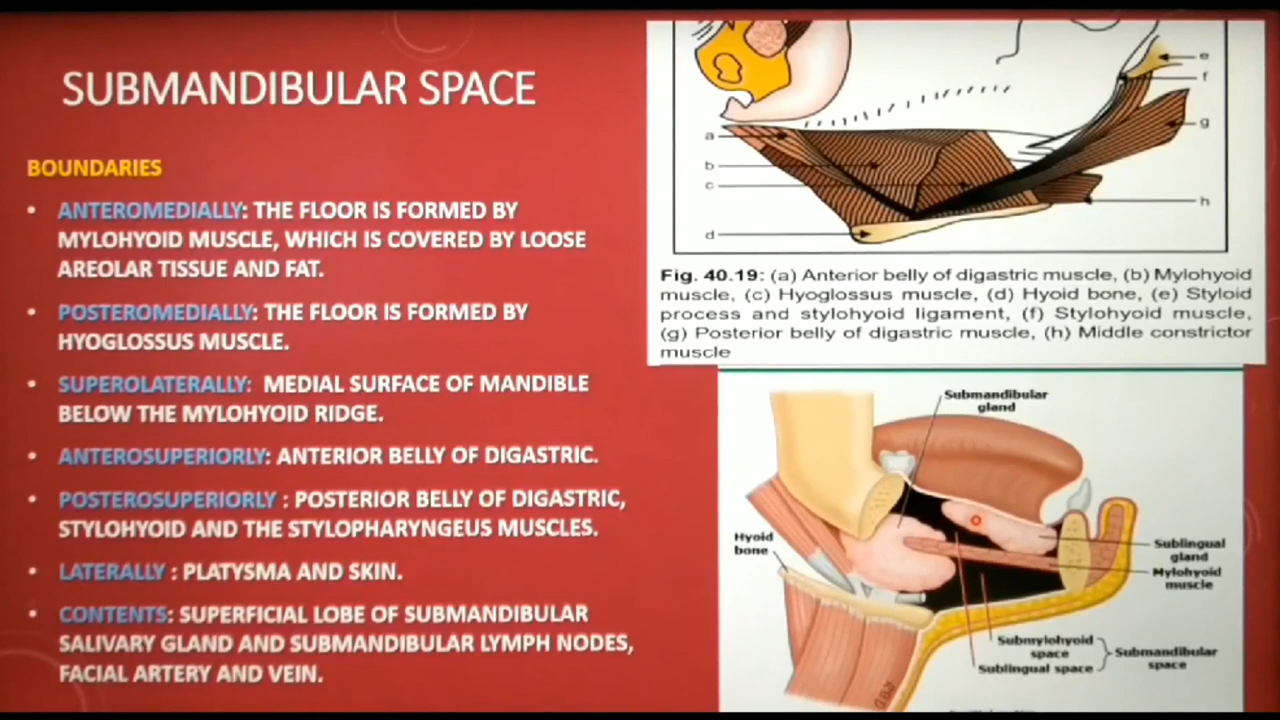 SUBMANDIBULAR SPACE
BOUNDARIES
• ANTEROMEDIALLY: THE FLOOR IS FORMED BY
MYLOHYOID MUSCLE, WHICH IS COVERED BY LOOSE
AREOLAR TISSUE AND FAT.
• POSTEROMEDIALLY: THE FLOOR IS FORMED BY
HYOGLOSSUS MUSCLE.
• SUPEROLATERALLY: MEDIAL SURFACE OF MANDIBLE
BELOW THE MYLOHYOID RIDGE.
• ANTEROSUPERIORLY: ANTERIOR BELLY OF DIGASTRIC.
• POSTEROSUPERIORLY : POSTERIOR BELLY OF DIGASTRIC,
STYLOHYOID AND THE STYLOPHARYNGEUS MUSCLES.
• LATERALLY : PLATYSMA AND SKIN.
• CONTENTS: SUPERFICIAL LOBE OF SUBMANDIBULAR
SALIVARY GLAND AND SUBMANDIBULAR LYMPH NODES,
FACIAL ARTERY AND VEIN.
a
b
c
d
e
f
g
h
Fig. 40.19: (a) Anterior belly of digastric muscle, (b) Mylohyoid
muscle, (c) Hyoglossus muscle, (d) Hyoid bone, (e) Styloid
process and stylohyoid ligament, (f) Stylohyoid muscle,
(g) Posterior belly of digastric muscle, (h) Middle constrictor
muscle
Submandibular
gland
Hyoid
bone
Sublingual
gland
Mylohyoid
muscle
Submylohyoid
space
Sublingual space
Submandibular
space